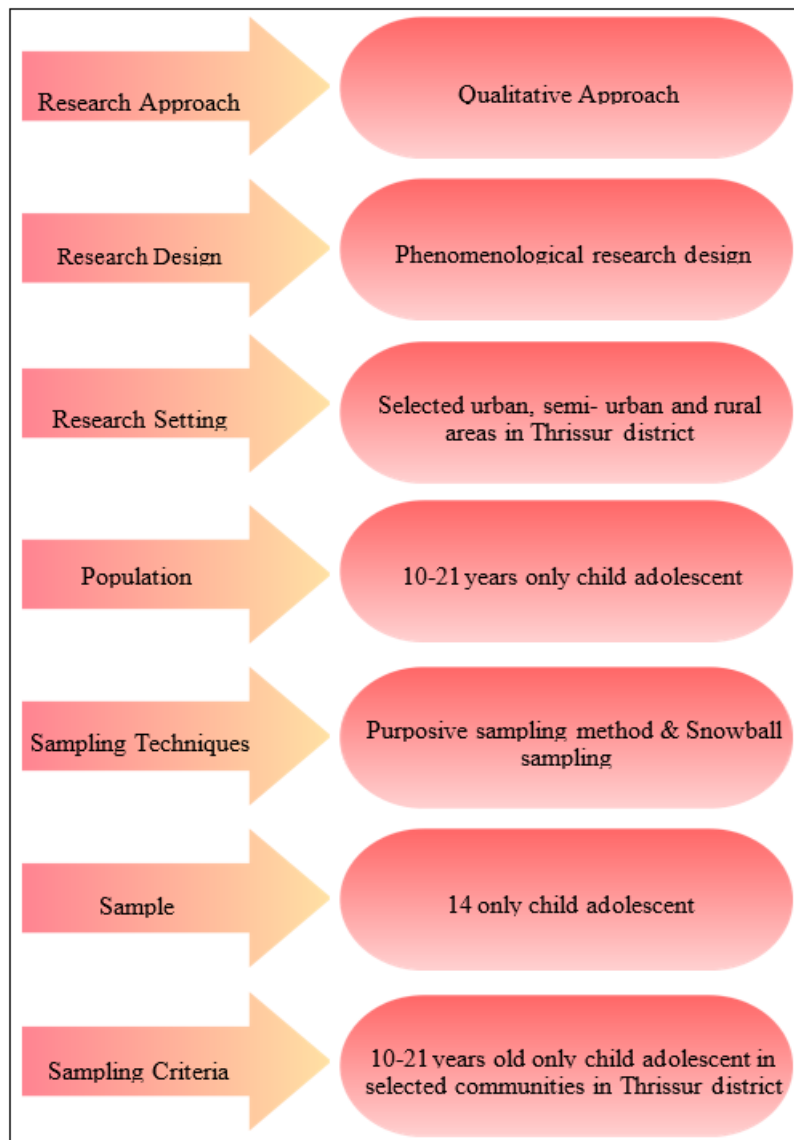 Research Approach
Qualitative Approach
Research Design
Phenomenological research design
Research Setting
Selected urban, semi- urban and rural
areas in Thrissur district
Population
10-21 years only child adolescent
Sampling Techniques
Purposive sampling method & Snowball
sampling
Sample
14 only child adolescent
Sampling Criteria
10-21 years old only child adolescent in
selected communities in Thrissur district